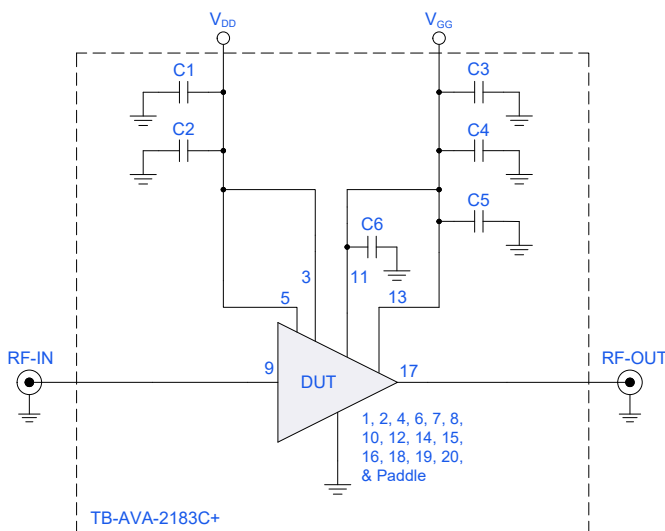 VDD
VGG
C1
C3
C2
C4
C5
C6
3
11
5
13
RF-IN
9
DUT
17
RF-OUT
1, 2, 4, 6, 7, 8,
10, 12, 14, 15,
16, 18, 19, 20,
& Paddle
TB-AVA-2183C+